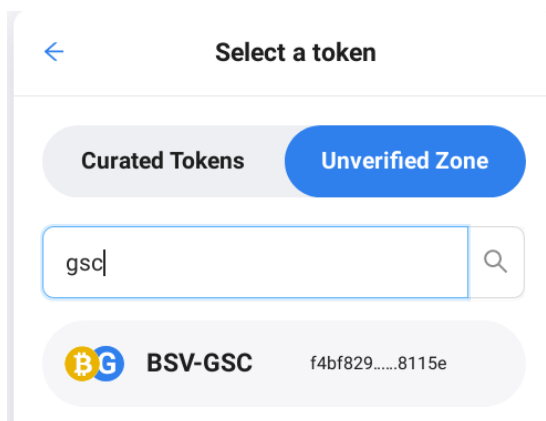 Select a token
Curated Tokens
Unverified Zone
gsc
BSV-GSC
f4bf829.....8115e